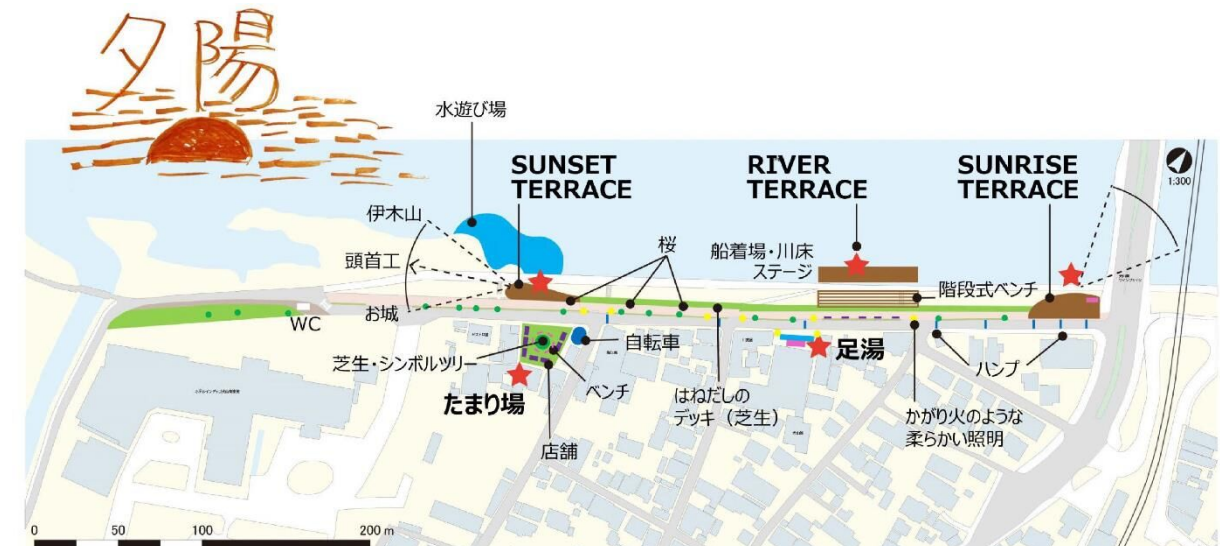 夕陽
水遊び場
SUNSET
TERRACE
RIVER
TERRACE
SUNRISE
TERRACE
1:300
伊木山
頭首工
お城
桜
船着場・川床
ステージ
階段式ベンチ
WC
芝生・シンボルツリー
自転車
足湯
ハンプ
たまり場
ベンチ
はねだしの
デッキ（芝生）
かがり火のような
柔らかい照明
店舗
0 50 100 200 m